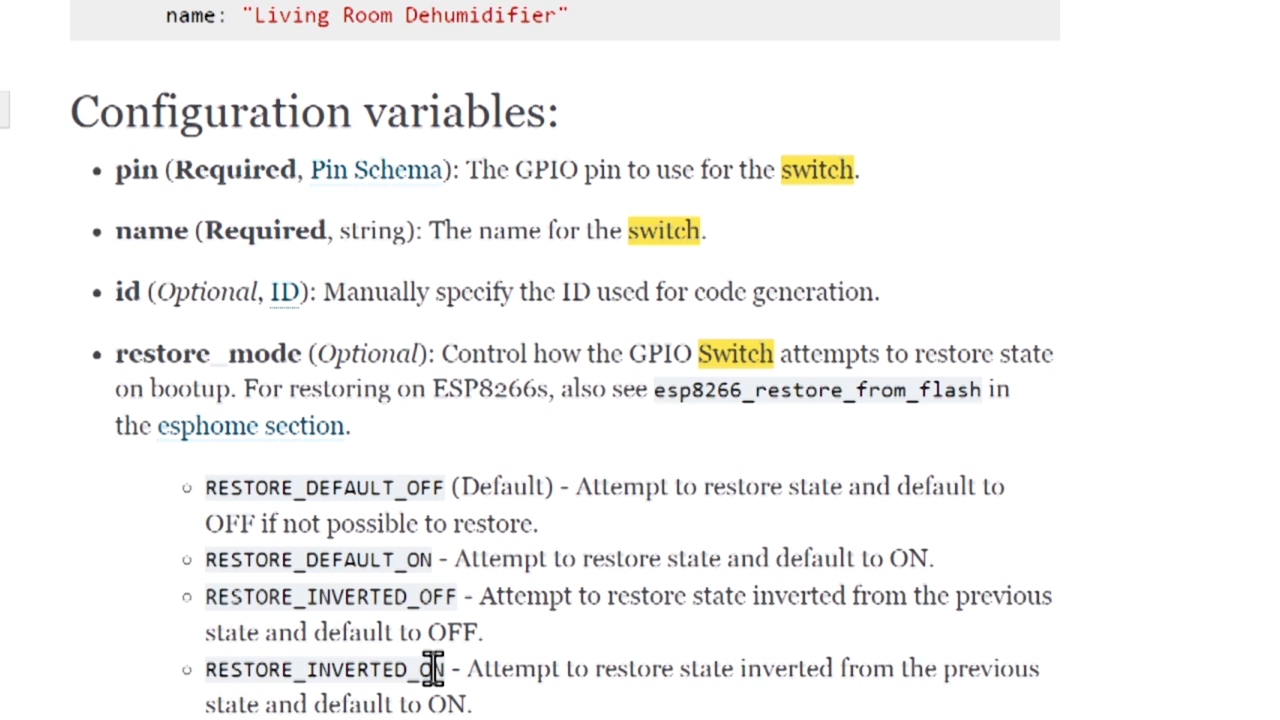 name: "Living Room Dehumidifier"
Configuration variables:
pin (Required, Pin Schema): The GPIO pin to use for the switch.
name (Required, string): The name for the switch.
id (Optional, ID): Manually specify the ID used for code generation.
restore_mode (Optional): Control how the GPIO Switch attempts to restore state
on bootup. For restoring on ESP8266s, also see esp8266_restore_from_flash in
the esphome section.
RESTORE_DEFAULT_OFF (Default) - Attempt to restore state and default to
OFF if not possible to restore.
RESTORE_DEFAULT_ON - Attempt to restore state and default to ON.
RESTORE_INVERTED_OFF - Attempt to restore state inverted from the previous
state and default to OFF.
RESTORE_INVERTED_ON - Attempt to restore state inverted from the previous
state and default to ON.